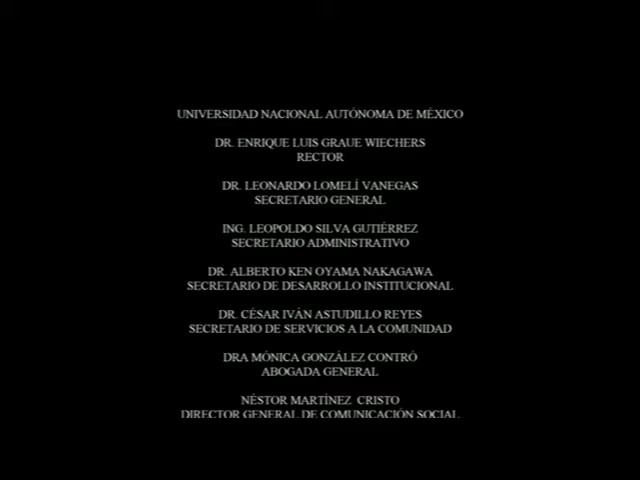 UNIVERSIDAD NACIONAL AUTÓNOMA DE MÉXICO
DR. ENRIQUE LUIS GRAUE WIECHERS
RECTOR
DR. LEONARDO LOMELÍ VANEGAS
SECRETARIO GENERAL
ING. LEOPOLDO SILVA GUTIÉRREZ
SECRETARIO ADMINISTRATIVO
DR. ALBERTO KEN OYAMA NAKAGAWA
SECRETARIO DE DESARROLLO INSTITUCIONAL
DR. CÉSAR IVÁN ASTUDILLO REYES
SECRETARIO DE SERVICIOS A LA COMUNIDAD
DRA MÓNICA GONZÁLEZ CONTRÓ
ABOGADA GENERAL
NÉSTOR MARTÍNEZ CRISTO
DIRECTOR GENERAL DE COMUNICACIÓN SOCIAL